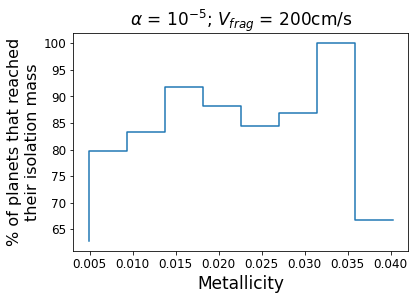 α = 10⁻⁵; V_frag = 200cm/s
% of planets that reached
their isolation mass
100
95
90
85
80
75
70
65
0.005 0.010 0.015 0.020 0.025 0.030 0.035 0.040
Metallicity